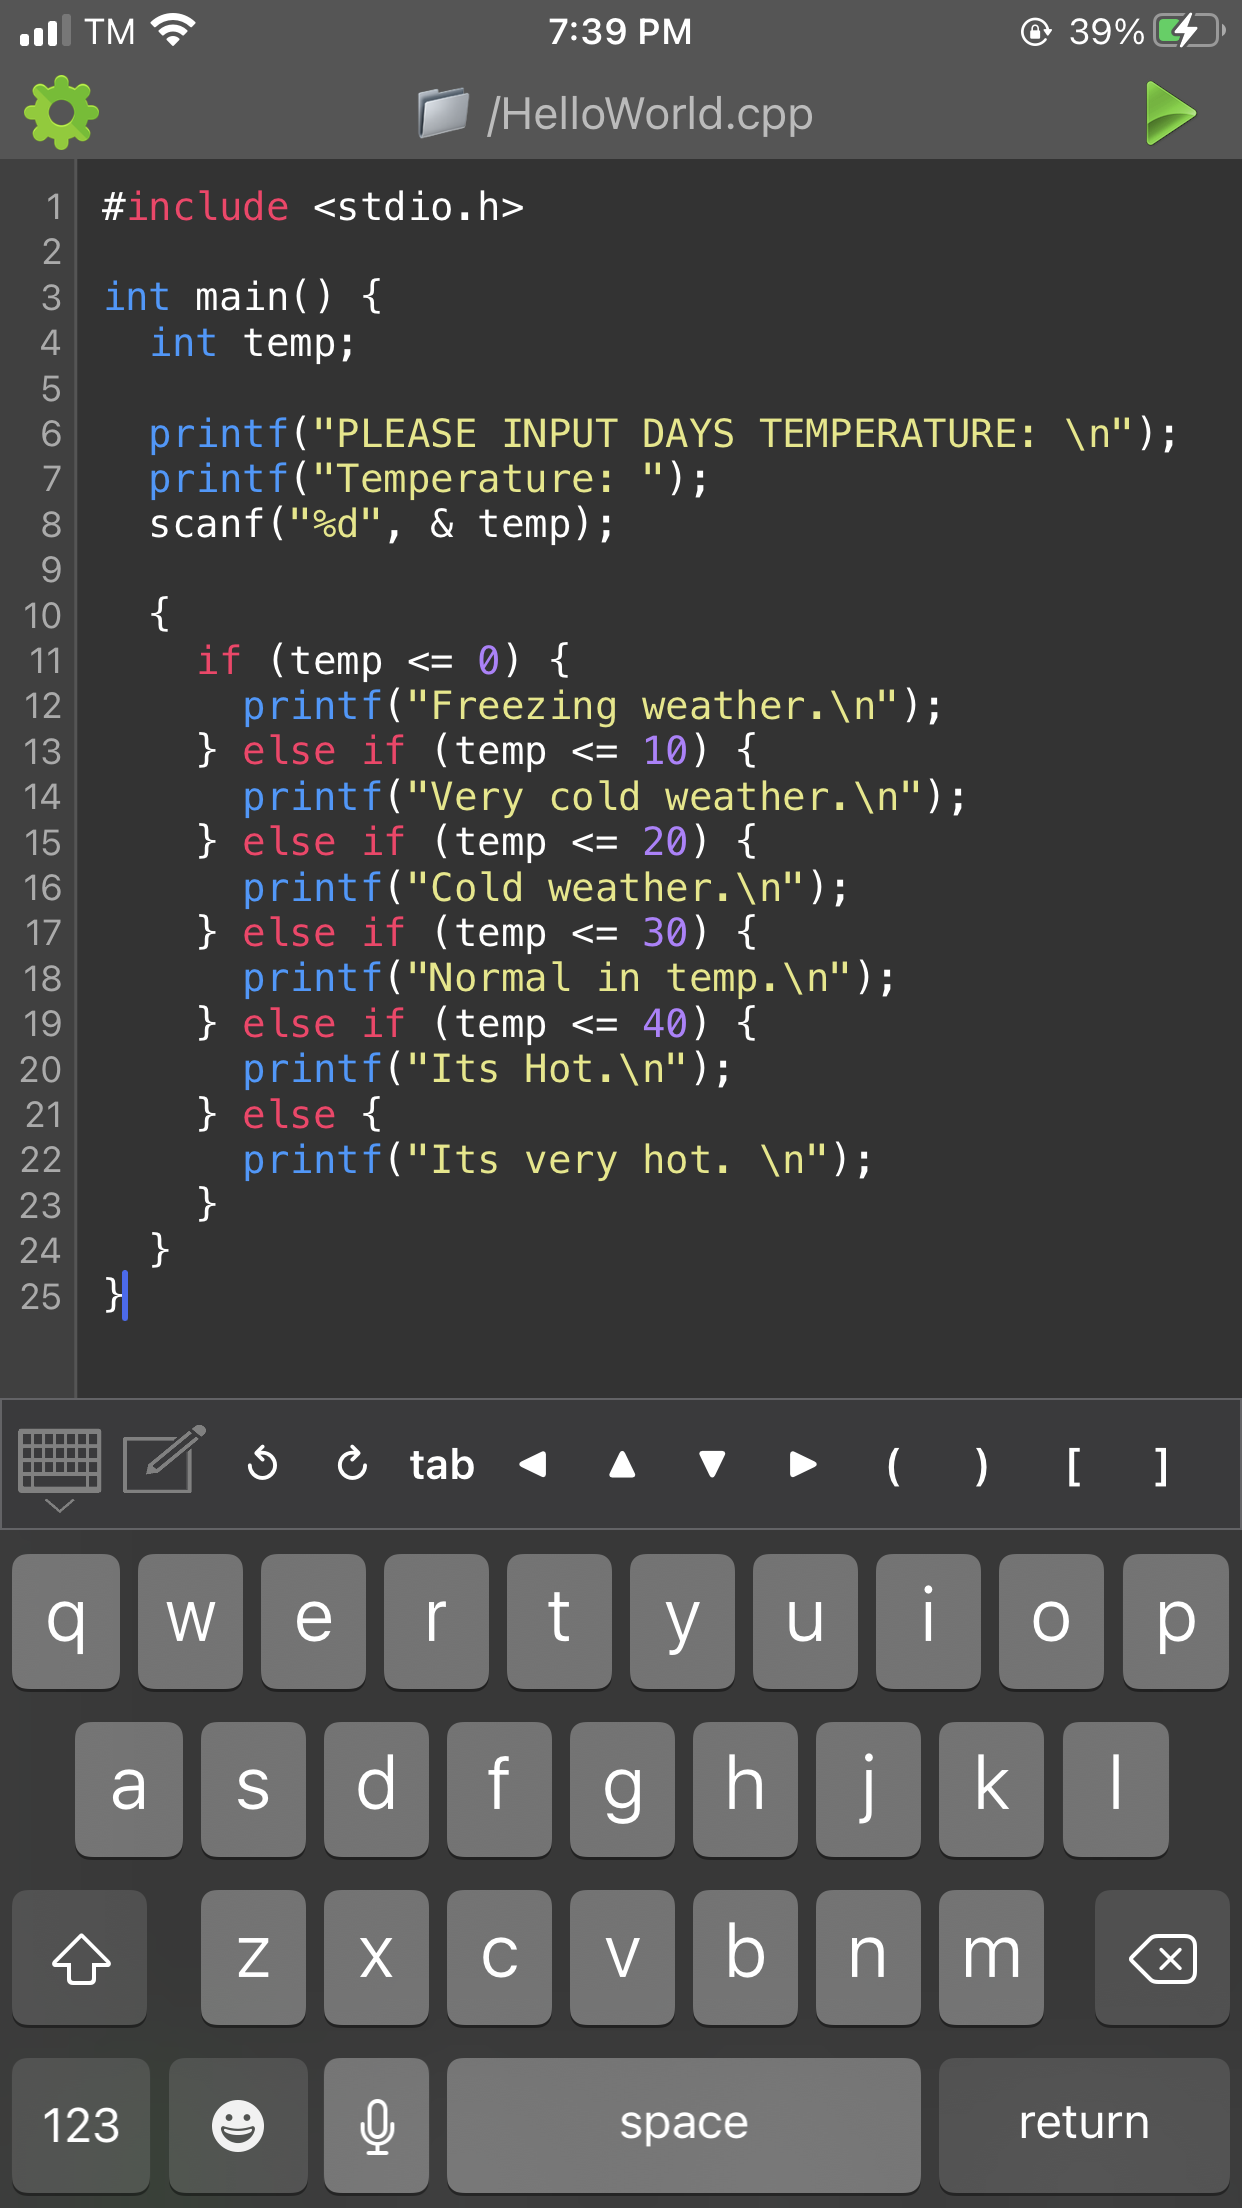 TM 7:39 PM 39%
/HelloWorld.cpp
1 #include <stdio.h>
2
3 int main() {
4   int temp;
5
6   printf("PLEASE INPUT DAYS TEMPERATURE: \n");
7   printf("Temperature: ");
8   scanf("%d", & temp);
9
10   {
11     if (temp <= 0) {
12       printf("Freezing weather.\n");
13     } else if (temp <= 10) {
14       printf("Very cold weather.\n");
15     } else if (temp <= 20) {
16       printf("Cold weather.\n");
17     } else if (temp <= 30) {
18       printf("Normal in temp.\n");
19     } else if (temp <= 40) {
20       printf("Its Hot.\n");
21     } else {
22       printf("Its very hot. \n");
23     }
24   }
25 }
tab ( ) [ ]
q w e r t y u i o p
a s d f g h j k l
z x c v b n m
123 space return